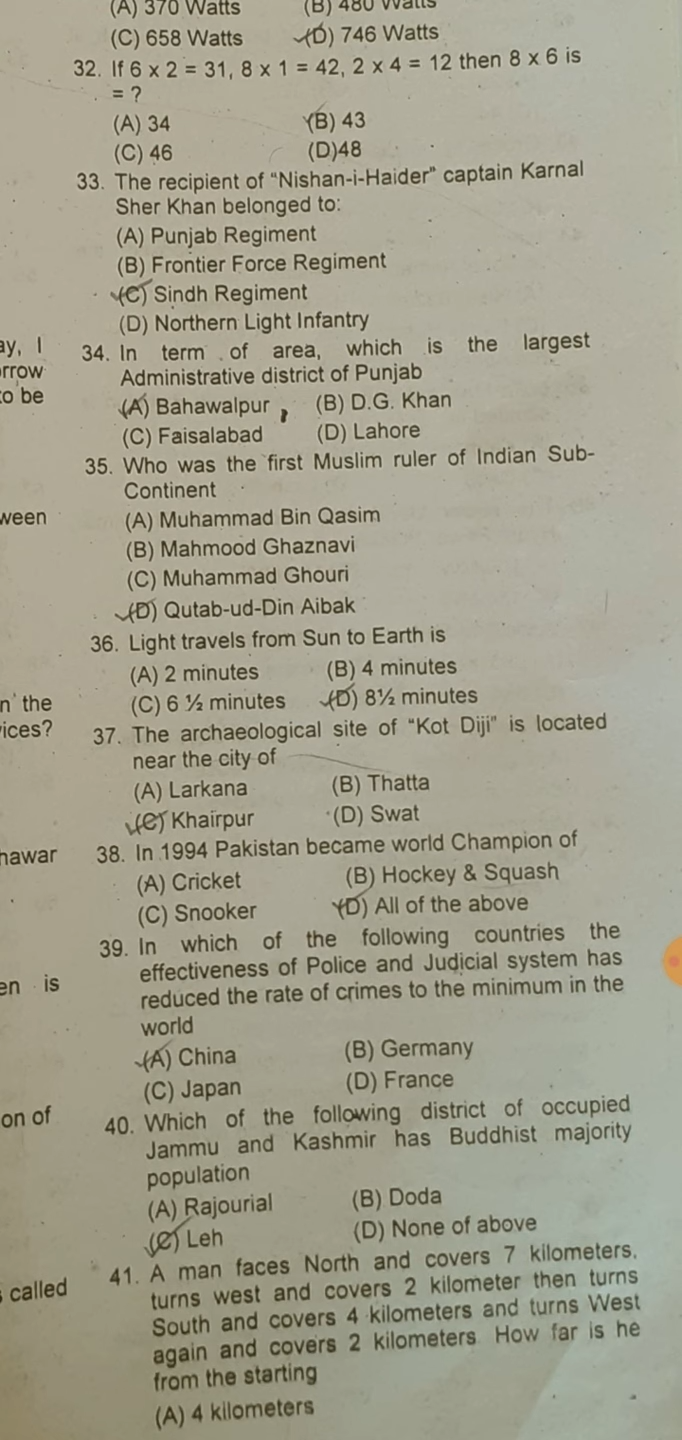 (A) 370 Watts (B) 480 Watts
(C) 658 Watts (D) 746 Watts
32. If 6 x 2 = 31, 8 x 1 = 42, 2 x 4 = 12 then 8 x 6 is
= ?
(A) 34 (B) 43
(C) 46 (D)48
33. The recipient of "Nishan-i-Haider" captain Karnal
Sher Khan belonged to:
(A) Punjab Regiment
(B) Frontier Force Regiment
(C) Sindh Regiment
(D) Northern Light Infantry
34. In term of area, which is the largest
Administrative district of Punjab
(A) Bahawalpur (B) D.G. Khan
(C) Faisalabad (D) Lahore
35. Who was the first Muslim ruler of Indian Sub-
Continent
(A) Muhammad Bin Qasim
(B) Mahmood Ghaznavi
(C) Muhammad Ghouri
(D) Qutab-ud-Din Aibak
36. Light travels from Sun to Earth is
(A) 2 minutes (B) 4 minutes
(C) 6 ½ minutes (D) 8½ minutes
37. The archaeological site of "Kot Diji" is located
near the city of
(A) Larkana (B) Thatta
(C) Khairpur (D) Swat
38. In 1994 Pakistan became world Champion of
(A) Cricket (B) Hockey & Squash
(C) Snooker (D) All of the above
39. In which of the following countries the
effectiveness of Police and Judicial system has
reduced the rate of crimes to the minimum in the
world
(A) China (B) Germany
(C) Japan (D) France
40. Which of the following district of occupied
Jammu and Kashmir has Buddhist majority
population
(A) Rajourial (B) Doda
(C) Leh (D) None of above
41. A man faces North and covers 7 kilometers.
turns west and covers 2 kilometer then turns
South and covers 4 kilometers and turns West
again and covers 2 kilometers How far is he
from the starting
(A) 4 kilometers